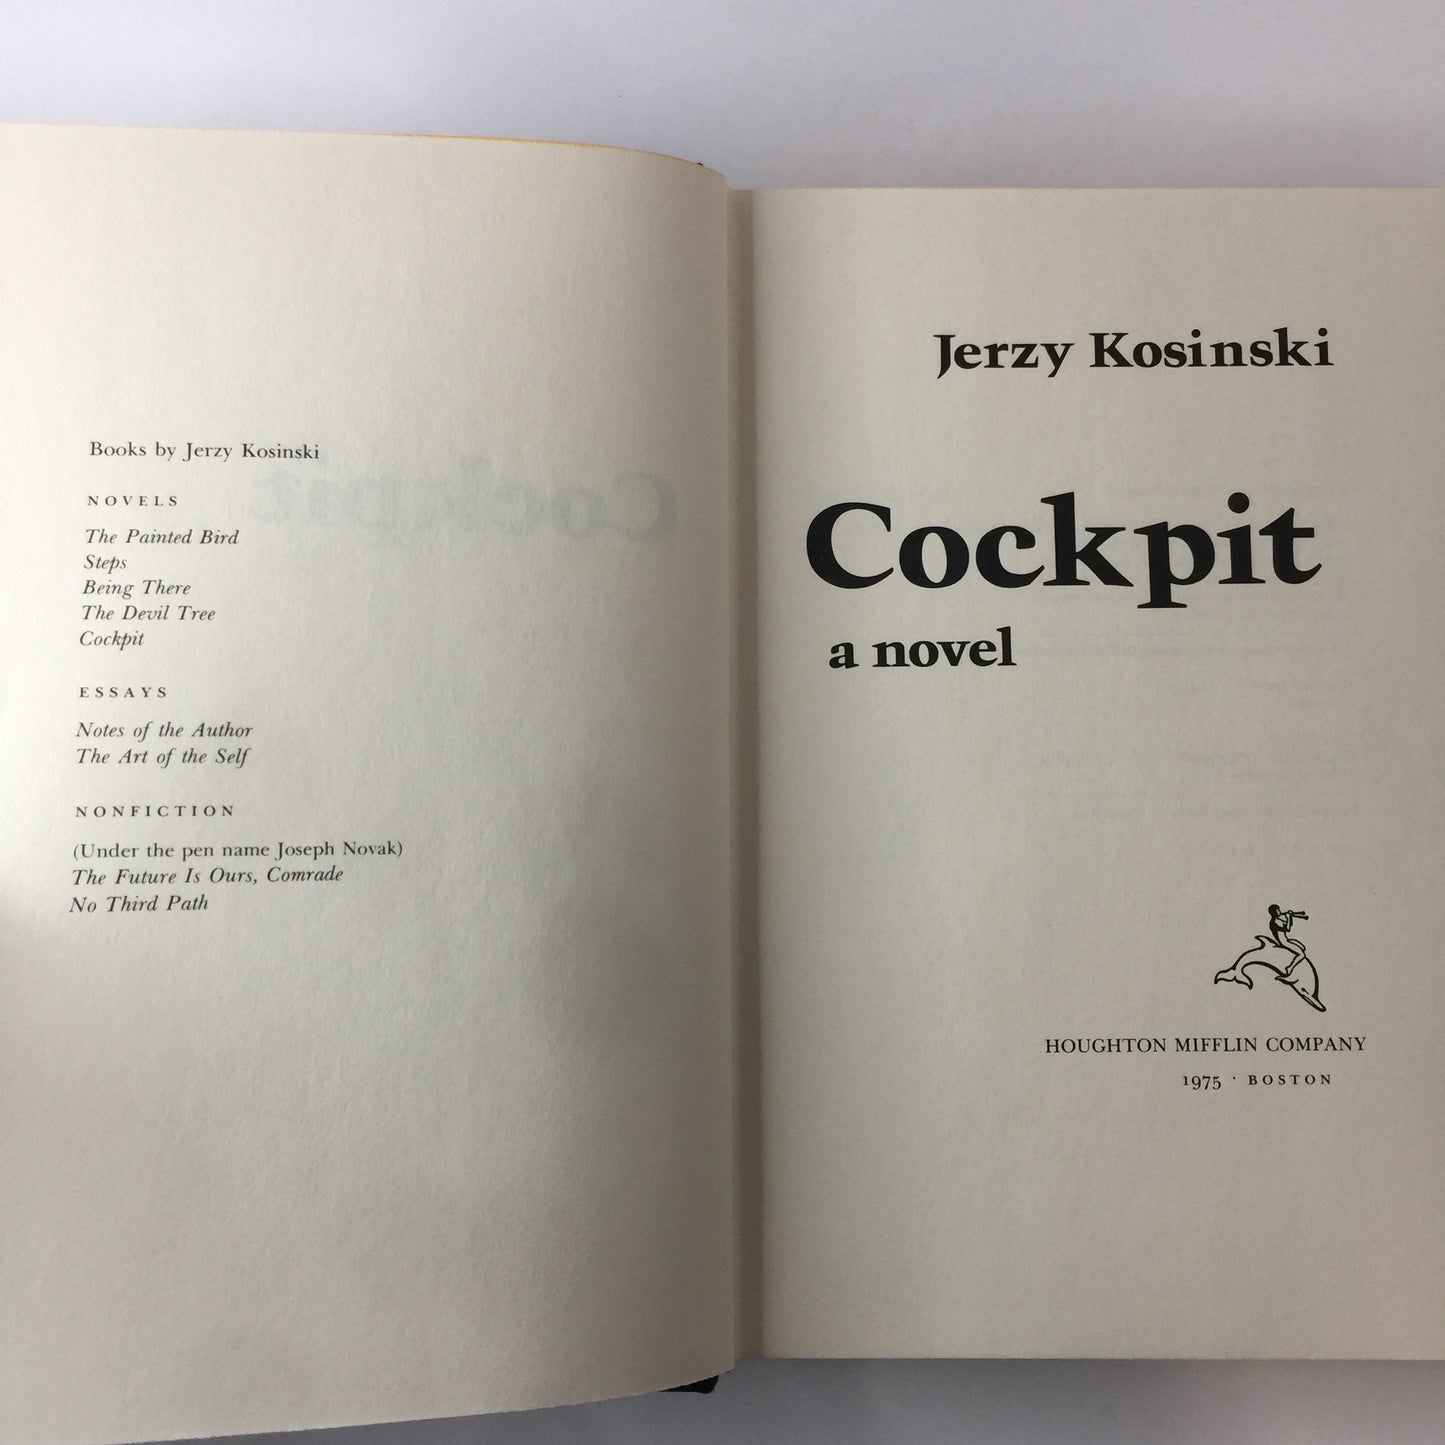 Books by Jerzy Kosinski
NOVELS
The Painted Bird
Steps
Being There
The Devil Tree
Cockpit
ESSAYS
Notes of the Author
The Art of the Self
NONFICTION
(Under the pen name Joseph Novak)
The Future Is Ours, Comrade
No Third Path
Jerzy Kosinski
Cockpit
a novel
HOUGHTON MIFFLIN COMPANY
1975 · BOSTON